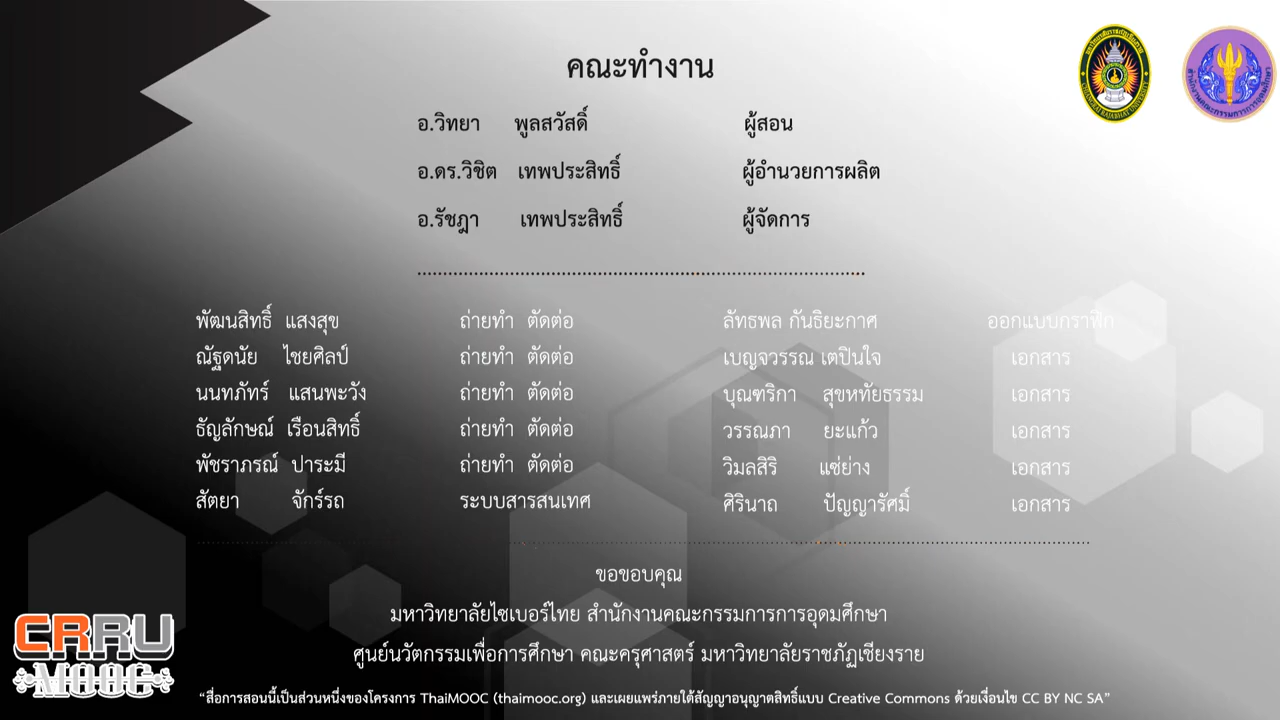 คณะทำงาน
อ.วิทยา พูลสวัสดิ์ ผู้สอน
อ.ดร.วิชิต เทพประสิทธิ์ ผู้อำนวยการผลิต
อ.รัชฎา เทพประสิทธิ์ ผู้จัดการ
พัฒนสิทธิ์ แสงสุข ถ่ายทำ ตัดต่อ ลัทธพล กันธิยะกาศ ออกแบบกราฟิก
ณัฐดนัย ไชยศิลป์ ถ่ายทำ ตัดต่อ เบญจวรรณ เตปินใจ เอกสาร
นนทภัทร์ แสนพะวัง ถ่ายทำ ตัดต่อ บุณฑริกา สุขหทัยธรรม เอกสาร
ธัญลักษณ์ เรือนสิทธิ์ ถ่ายทำ ตัดต่อ วรรณภา ยะแก้ว เอกสาร
พัชราภรณ์ ปาระมี ถ่ายทำ ตัดต่อ วิมลสิริ แซ่ย่าง เอกสาร
สัตยา จักร์รถ ระบบสารสนเทศ ศิรินาถ ปัญญารัศมิ์ เอกสาร
ขอขอบคุณ
มหาวิทยาลัยไซเบอร์ไทย สำนักงานคณะกรรมการการอุดมศึกษา
ศูนย์นวัตกรรมเพื่อการศึกษา คณะครุศาสตร์ มหาวิทยาลัยราชภัฏเชียงราย
CRRU
MOOC
“สื่อการสอนนี้เป็นส่วนหนึ่งของโครงการ ThaiMOOC (thaimooc.org) และเผยแพร่ภายใต้สัญญาอนุญาตสิทธิ์แบบ Creative Commons ด้วยเงื่อนไข CC BY NC SA”